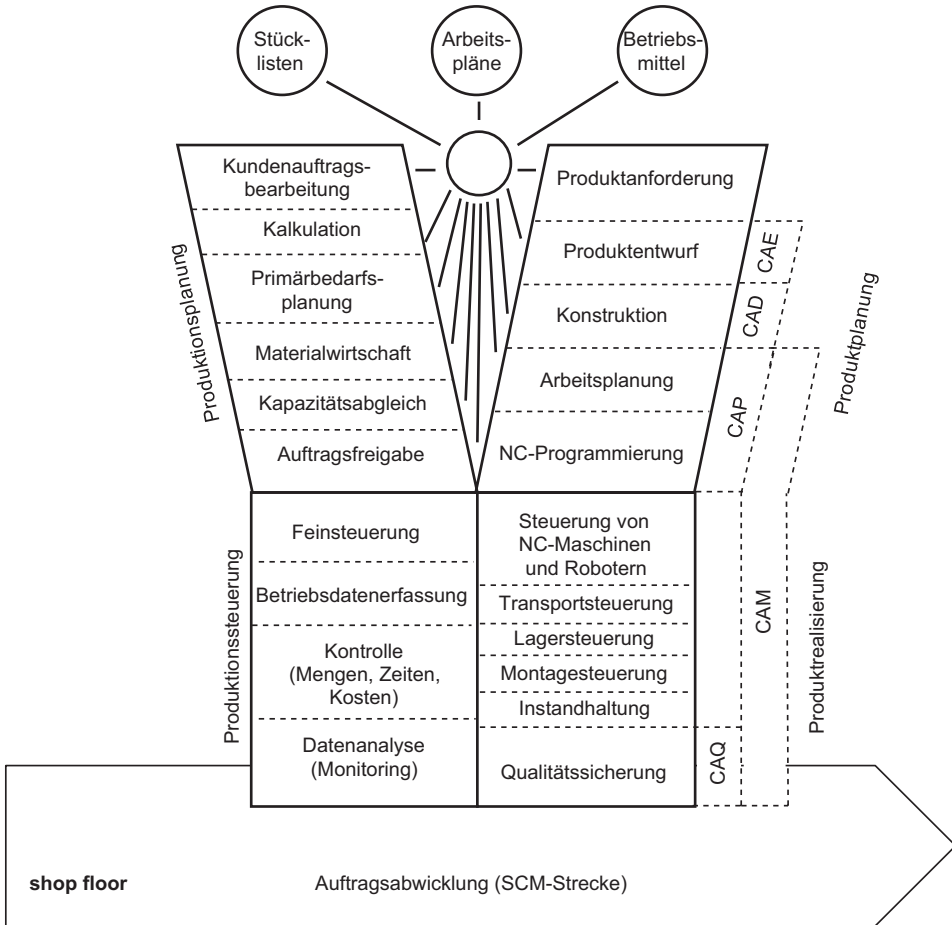 Stück-
listen
Arbeits-
pläne
Betriebs-
mittel
Kundenauftrags-
bearbeitung
Kalkulation
Primärbedarfs-
planung
Materialwirtschaft
Kapazitätsabgleich
Auftragsfreigabe
Produktionsplanung
Produktanforderung
Produktentwurf
Konstruktion
Arbeitsplanung
NC-Programmierung
CAE
CAD
CAP
Produktplanung
Feinsteuerung
Betriebsdatenerfassung
Kontrolle
(Mengen, Zeiten,
Kosten)
Datenanalyse
(Monitoring)
Produktionssteuerung
Steuerung von
NC-Maschinen
und Robotern
Transportsteuerung
Lagersteuerung
Montagesteuerung
Instandhaltung
Qualitätssicherung
CAQ
CAM
Produktrealisierung
shop floor
Auftragsabwicklung (SCM-Strecke)